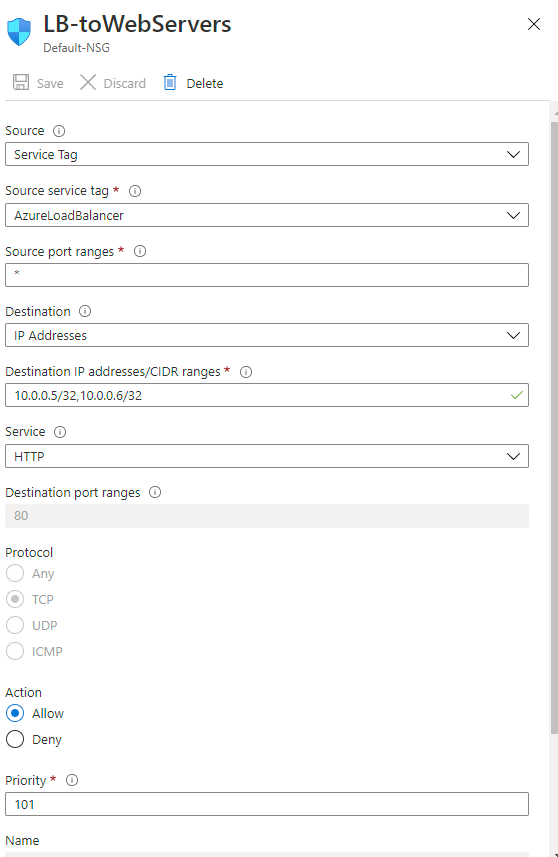 LB-toWebServers
Default-NSG
Save Discard Delete
Source
Service Tag
Source service tag *
AzureLoadBalancer
Source port ranges *
*
Destination
IP Addresses
Destination IP addresses/CIDR ranges *
10.0.0.5/32,10.0.0.6/32
Service
HTTP
Destination port ranges
80
Protocol
Any
TCP
UDP
ICMP
Action
Allow
Deny
Priority *
101
Name